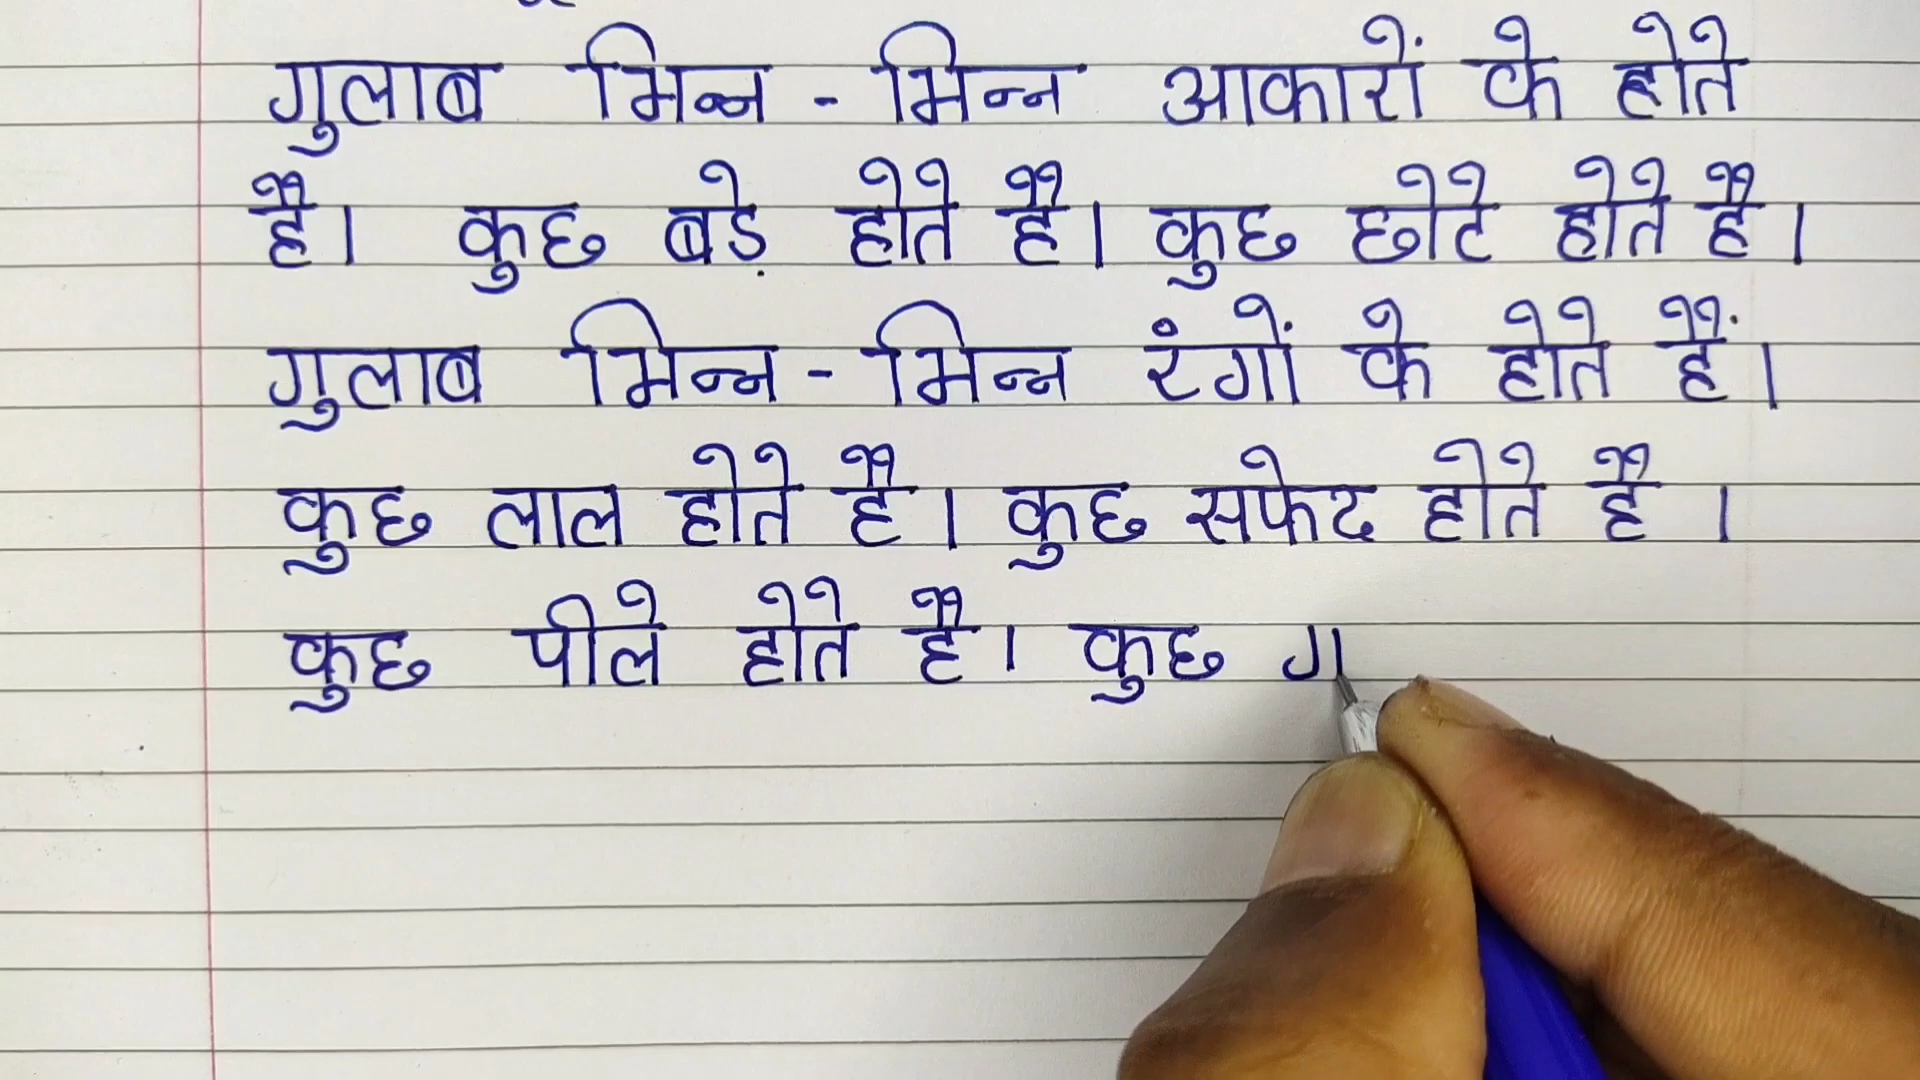 गुलाब भिन्न - भिन्न आकारों के होते
है। कुछ बड़े होते है। कुछ छोटे होते है।
गुलाब भिन्न - भिन्न रंगों के होते हैं।
कुछ लाल होते है। कुछ सफेद होते है ।
कुछ पीले होते है। कुछ ग